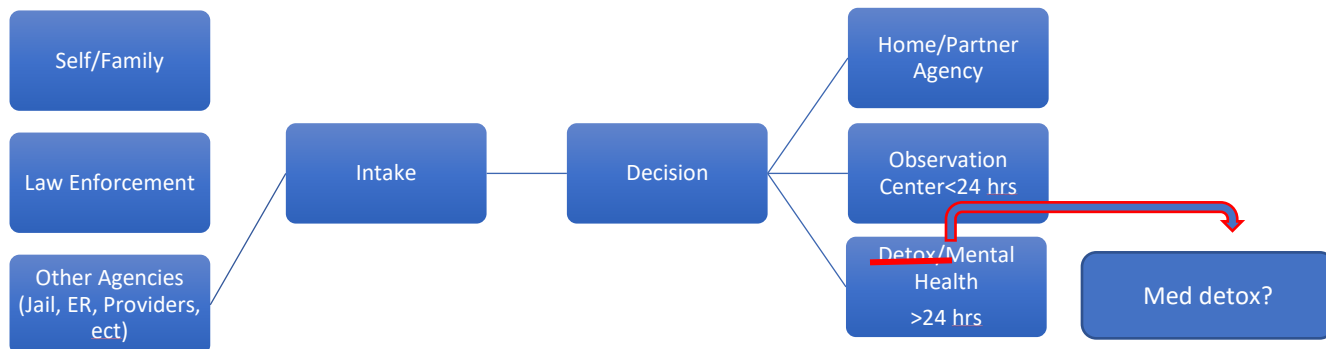 Self/Family
Law Enforcement
Other Agencies
(Jail, ER, Providers,
ect)
Intake
Decision
Home/Partner
Agency
Observation
Center<24 hrs
Detox/Mental
Health
>24 hrs
Med detox?